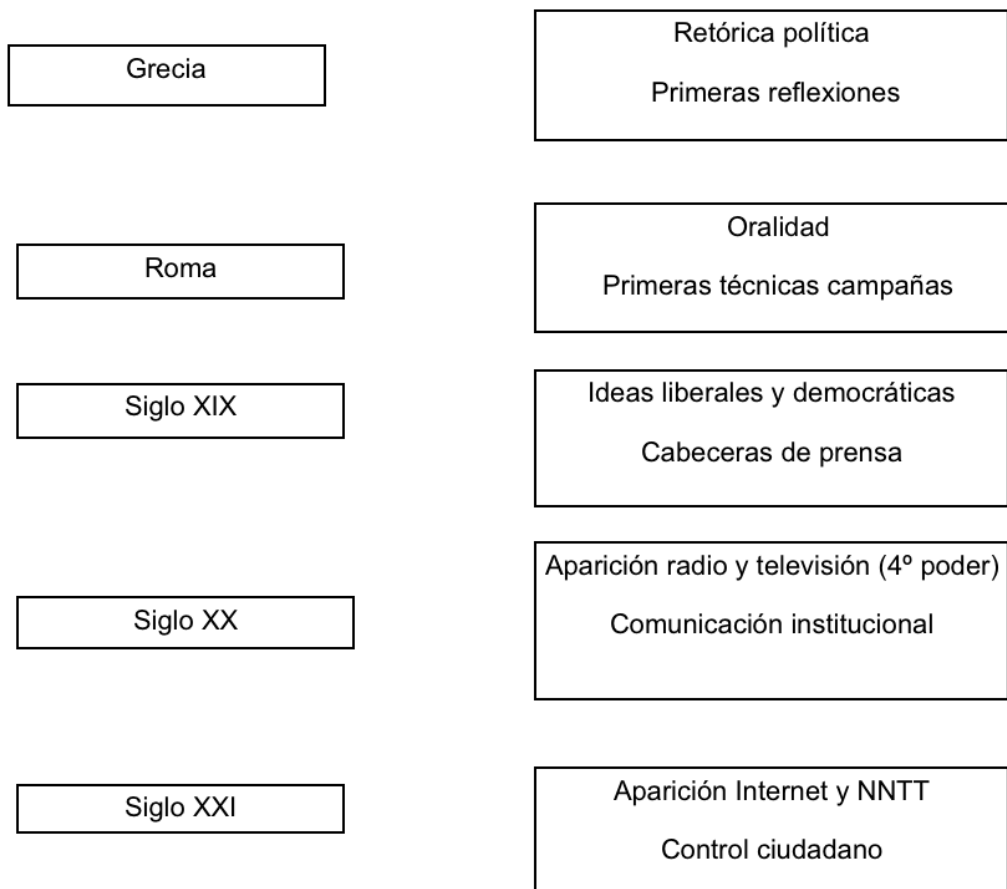 Grecia
Retórica política
Primeras reflexiones
Roma
Oralidad
Primeras técnicas campañas
Siglo XIX
Ideas liberales y democráticas
Cabeceras de prensa
Siglo XX
Aparición radio y televisión (4º poder)
Comunicación institucional
Siglo XXI
Aparición Internet y NNTT
Control ciudadano